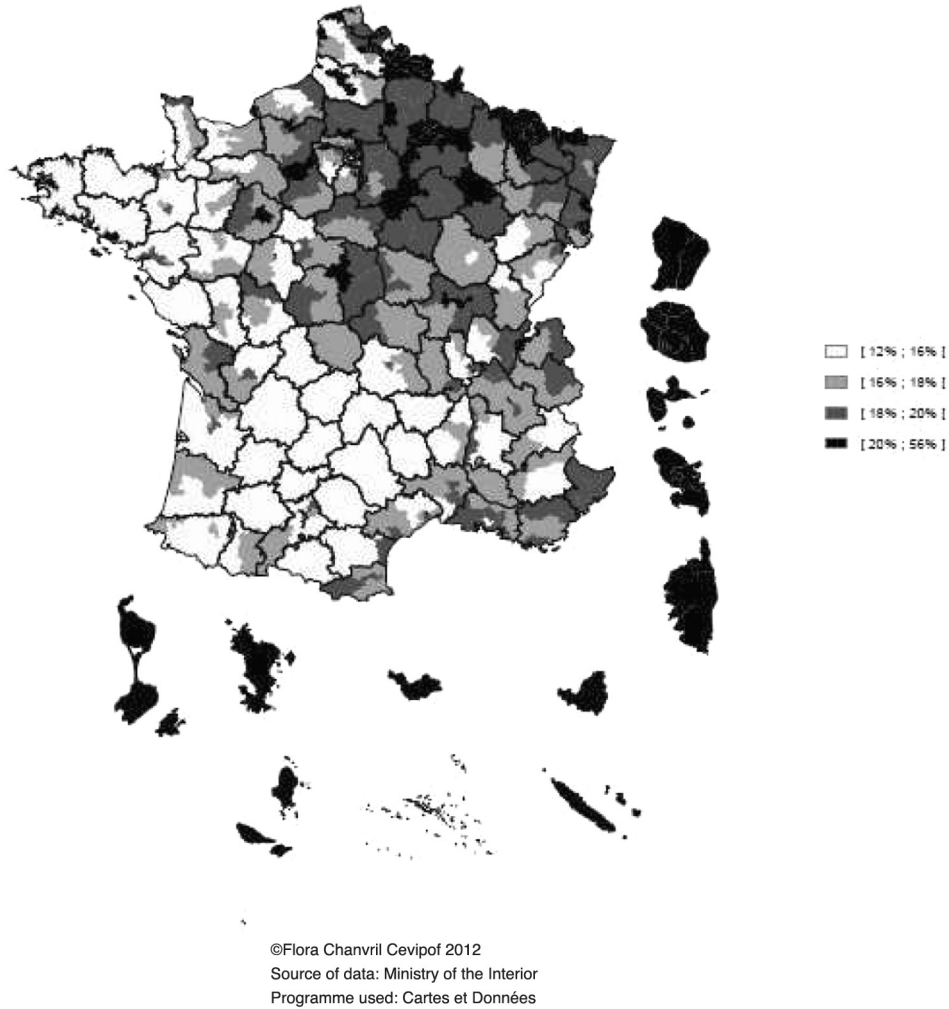 [ 12% ; 16% [
[ 16% ; 18% [
[ 18% ; 20% [
[ 20% ; 56% [
©Flora Chanvril Cevipof 2012
Source of data: Ministry of the Interior
Programme used: Cartes et Données